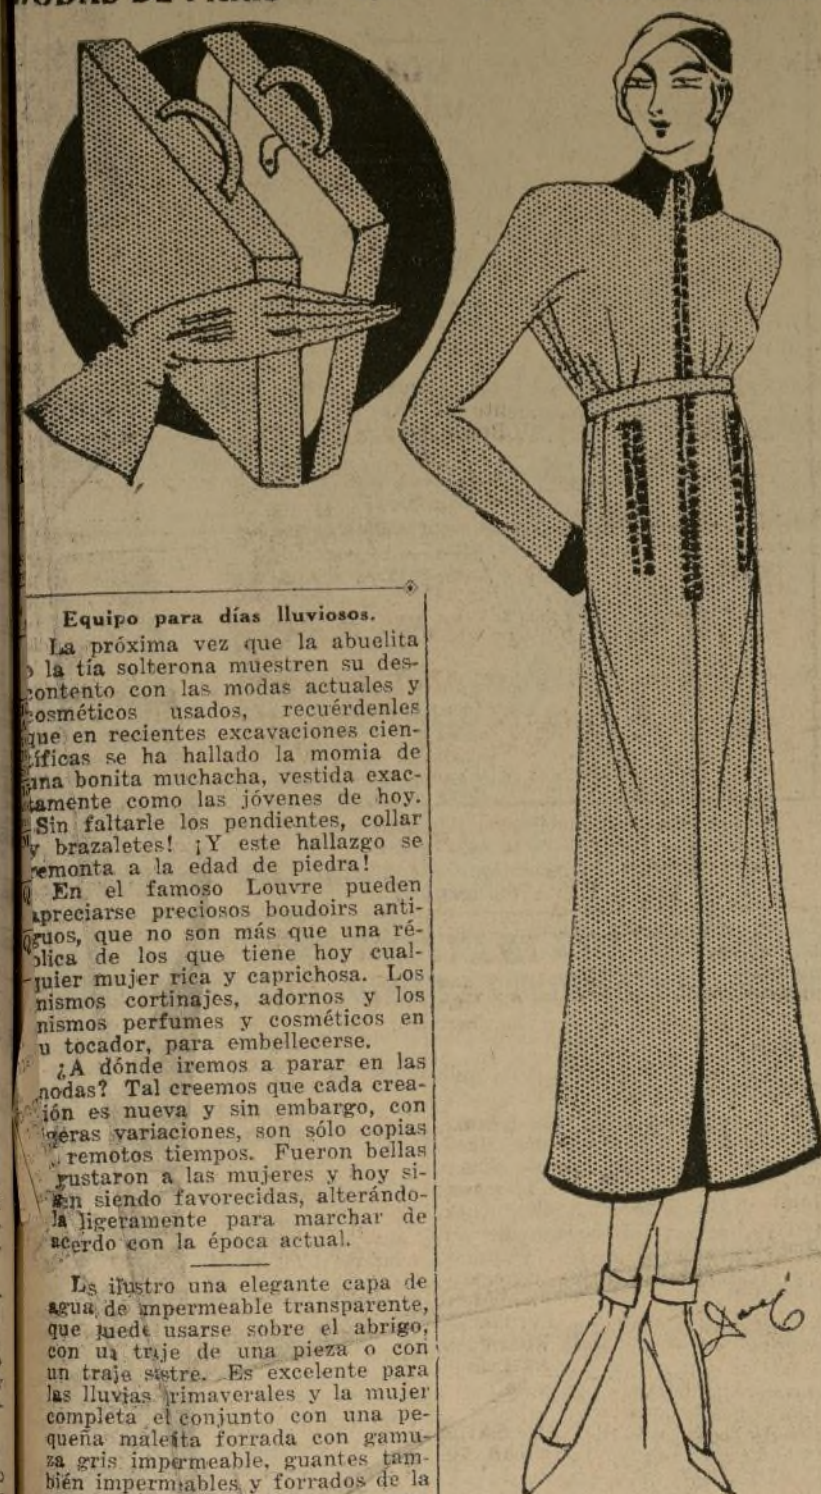 Equipo para días lluviosos.
La próxima vez que la abuelita
la tía solterona muestren su des-
contento con las modas actuales y
cosméticos usados, recuérdenles
que en recientes excavaciones cien-
tíficas se ha hallado la momia de
una bonita muchacha, vestida exac-
tamente como las jóvenes de hoy.
¡Sin faltarle los pendientes, collar
y brazaletes! ¡Y este hallazgo se
remonta a la edad de piedra!
En el famoso Louvre pueden
apreciarse preciosos boudoirs anti-
guos, que no son más que una ré-
plica de los que tiene hoy cual-
quier mujer rica y caprichosa. Los
mismos cortinajes, adornos y los
mismos perfumes y cosméticos en
u tocador, para embellecerse.
¿A dónde iremos a parar en las
modas? Tal creemos que cada crea-
ción es nueva y sin embargo, con
geras variaciones, son sólo copias
remotos tiempos. Fueron bellas
gustaron a las mujeres y hoy si-
en siendo favorecidas, alterándo-
la ligeramente para marchar de
acerdo con la época actual.
Ls ilustro una elegante capa de
agua, de impermeable transparente,
que puede usarse sobre el abrigo,
con un traje de una pieza o con
un traje sastre. Es excelente para
las lluvias primaverales y la mujer
completa el conjunto con una pe-
queña maleita forrada con gamu-
za gris impermeable, guantes tam-
bién impermeables y forrados de la